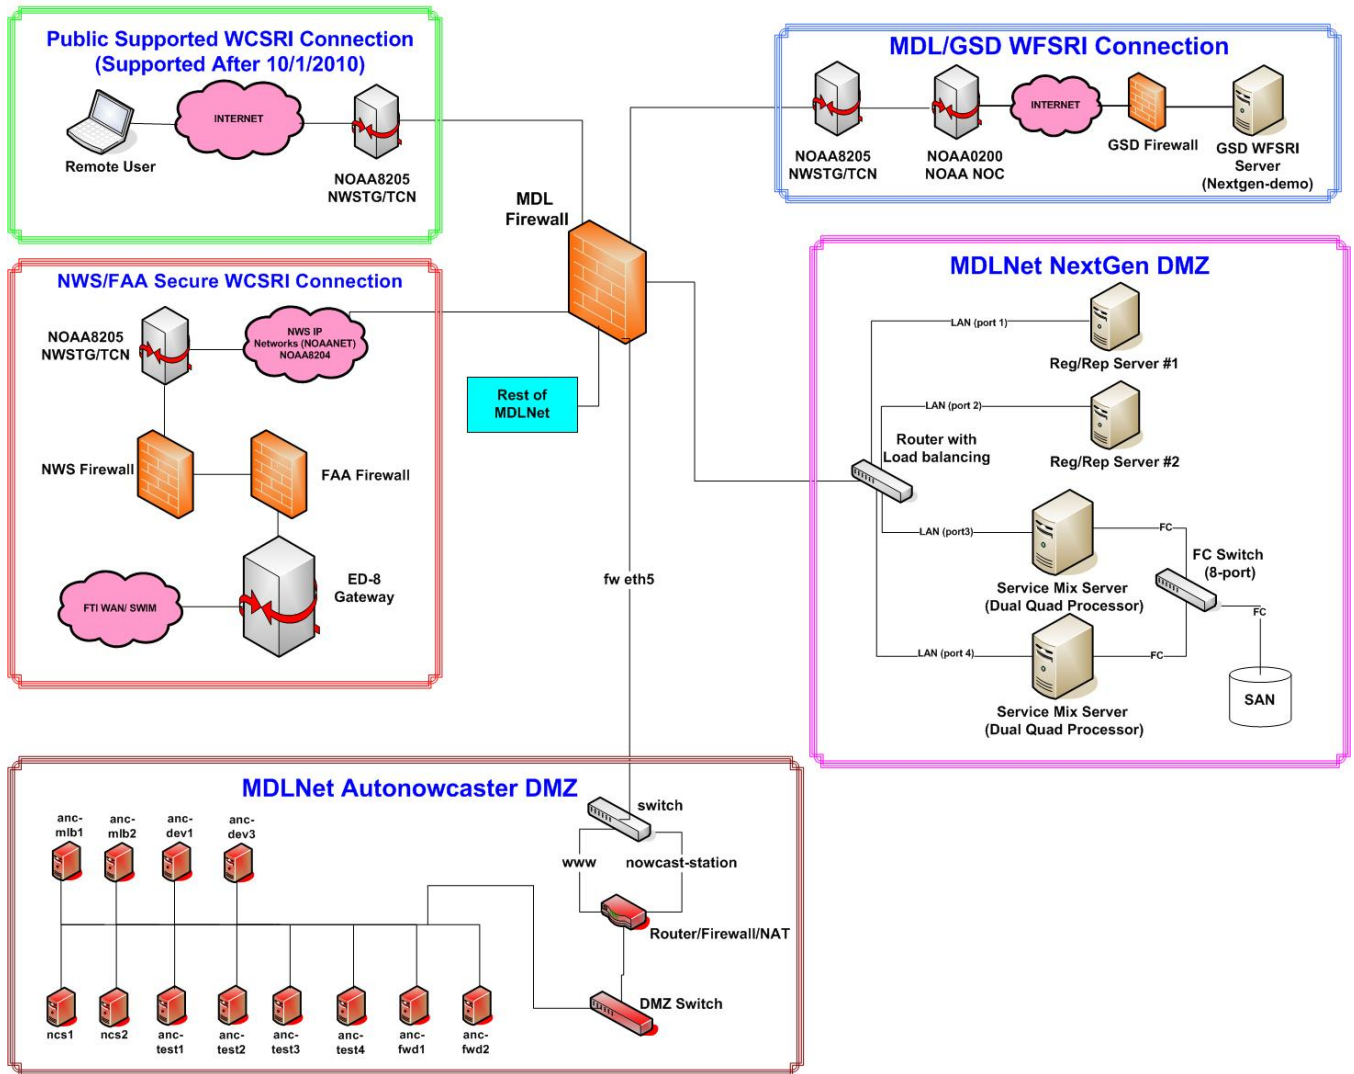 Public Supported WCSRI Connection
(Supported After 10/1/2010)
INTERNET
Remote User
NOAA8205
NWSTG/TCN
MDL
Firewall
MDL/GSD WFSRI Connection
INTERNET
NOAA8205
NWSTG/TCN
NOAA0200
NOAA NOC
GSD Firewall
GSD WFSRI
Server
(Nextgen-demo)
NWS/FAA Secure WCSRI Connection
NOAA8205
NWSTG/TCN
NWS IP
Networks (NOAANET)
NOAA8204
NWS Firewall
FAA Firewall
ED-8
Gateway
FTI WAN/ SWIM
Rest of
MDLNet
fw eth5
MDLNet NextGen DMZ
LAN (port 1)
Reg/Rep Server #1
LAN (port 2)
Reg/Rep Server #2
Router with
Load balancing
LAN (port3)
FC
Service Mix Server
(Dual Quad Processor)
FC Switch
(8-port)
FC
LAN (port 4)
FC
Service Mix Server
(Dual Quad Processor)
SAN
MDLNet Autonowcaster DMZ
anc-
mlb1
anc-
mlb2
anc-
dev1
anc-
dev3
switch
www
nowcast-station
Router/Firewall/NAT
DMZ Switch
ncs1
ncs2
anc-
test1
anc-
test2
anc-
test3
anc-
test4
anc-
fwd1
anc-
fwd2